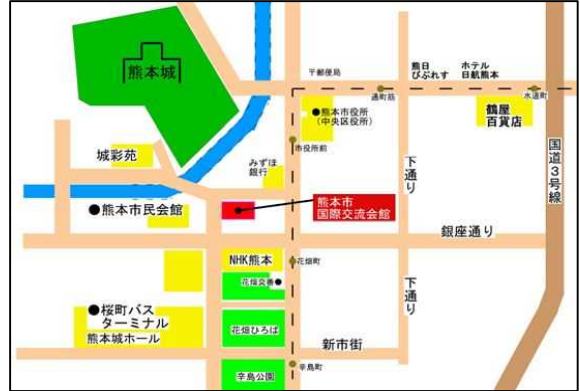 熊本城
〒郵便局
熊日
びぷれす
ホテル
日航熊本
通町筋
水道町
●熊本市役所
(中央区役所)
鶴屋
百貨店
国道3号線
市役所前
城彩苑
みずほ
銀行
下通り
●熊本市民会館
熊本市
国際交流会館
銀座通り
NHK熊本
花畑町
花畑交番●
下通り
●桜町バス
ターミナル
熊本城ホール
花畑ひろば
新市街
辛島町
辛島公園